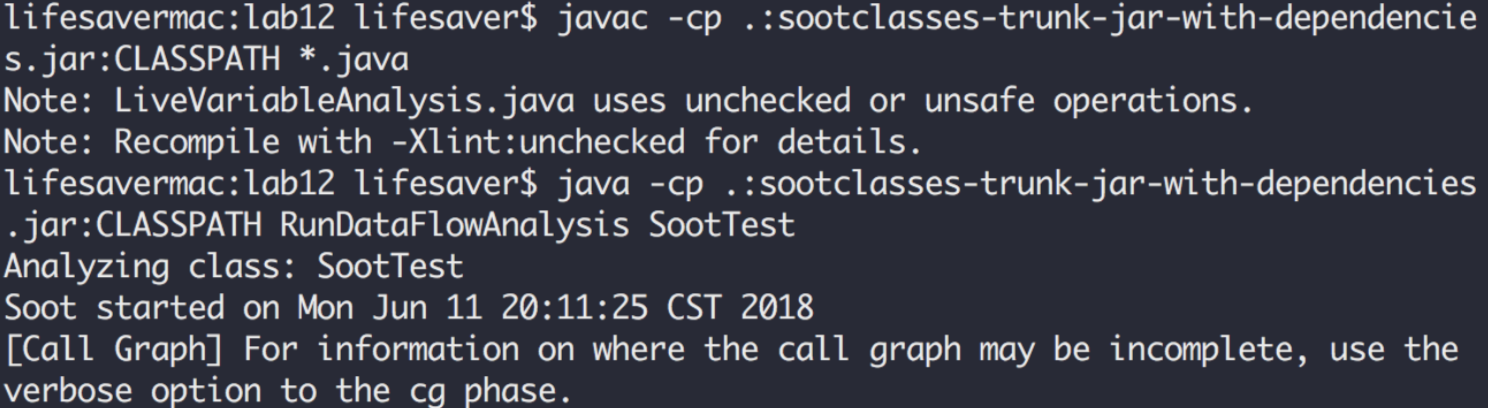 lifesavermac:lab12 lifesaver$ javac -cp .:sootclasses-trunk-jar-with-dependencie
s.jar:CLASSPATH *.java
Note: LiveVariableAnalysis.java uses unchecked or unsafe operations.
Note: Recompile with -Xlint:unchecked for details.
lifesavermac:lab12 lifesaver$ java -cp .:sootclasses-trunk-jar-with-dependencies
.jar:CLASSPATH RunDataFlowAnalysis SootTest
Analyzing class: SootTest
Soot started on Mon Jun 11 20:11:25 CST 2018
[Call Graph] For information on where the call graph may be incomplete, use the
verbose option to the cg phase.